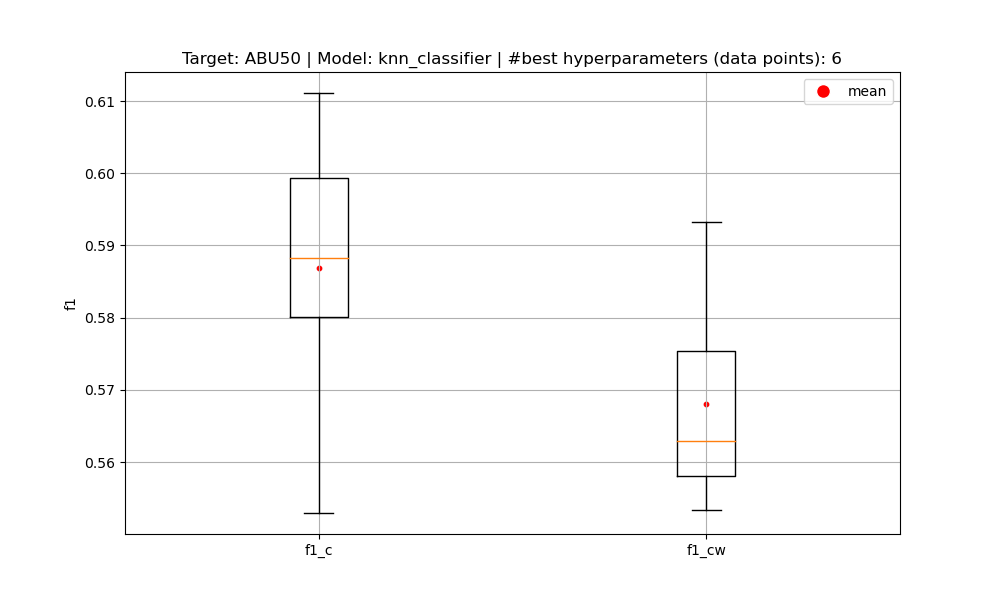 Target: ABU50 | Model: knn_classifier | #best hyperparameters (data points): 6
mean
0.61
0.60
0.59
0.58
0.57
0.56
f1
f1_c
f1_cw